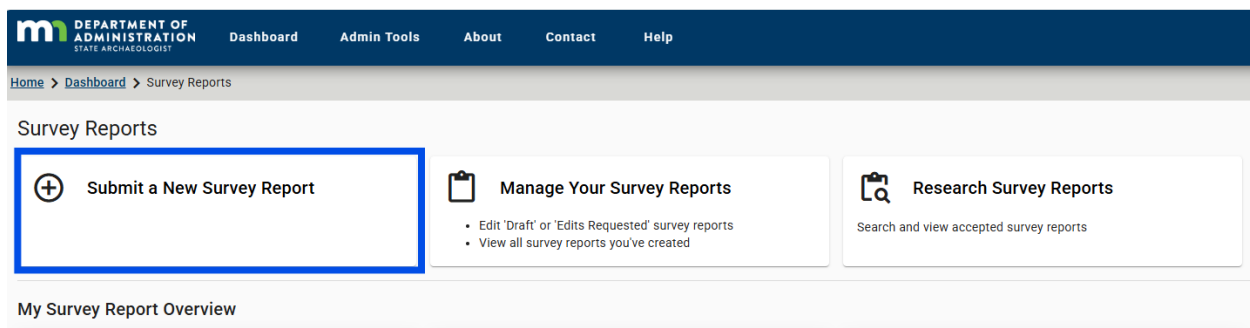 DEPARTMENT OF
ADMINISTRATION
STATE ARCHAEOLOGIST
Dashboard Admin Tools About Contact Help
Home > Dashboard > Survey Reports
Survey Reports
Submit a New Survey Report
Manage Your Survey Reports
• Edit 'Draft' or 'Edits Requested' survey reports
• View all survey reports you've created
Research Survey Reports
Search and view accepted survey reports
My Survey Report Overview